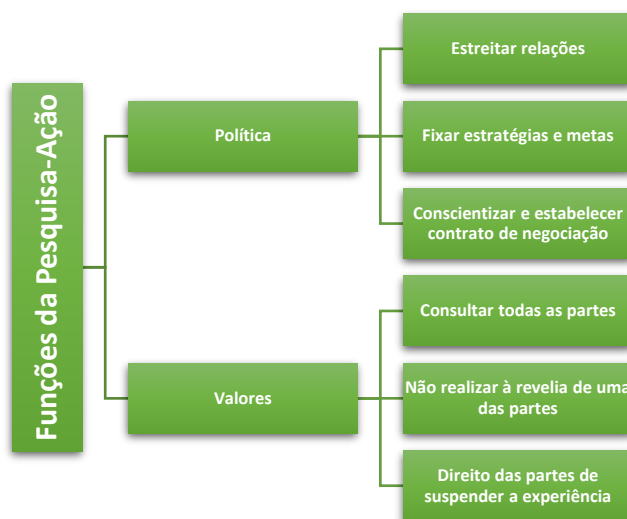 Funções da Pesquisa-Ação
Política
Estreitar relações
Fixar estratégias e metas
Conscientizar e estabelecer
contrato de negociação
Valores
Consultar todas as partes
Não realizar à revelia de uma
das partes
Direito das partes de
suspender a experiência